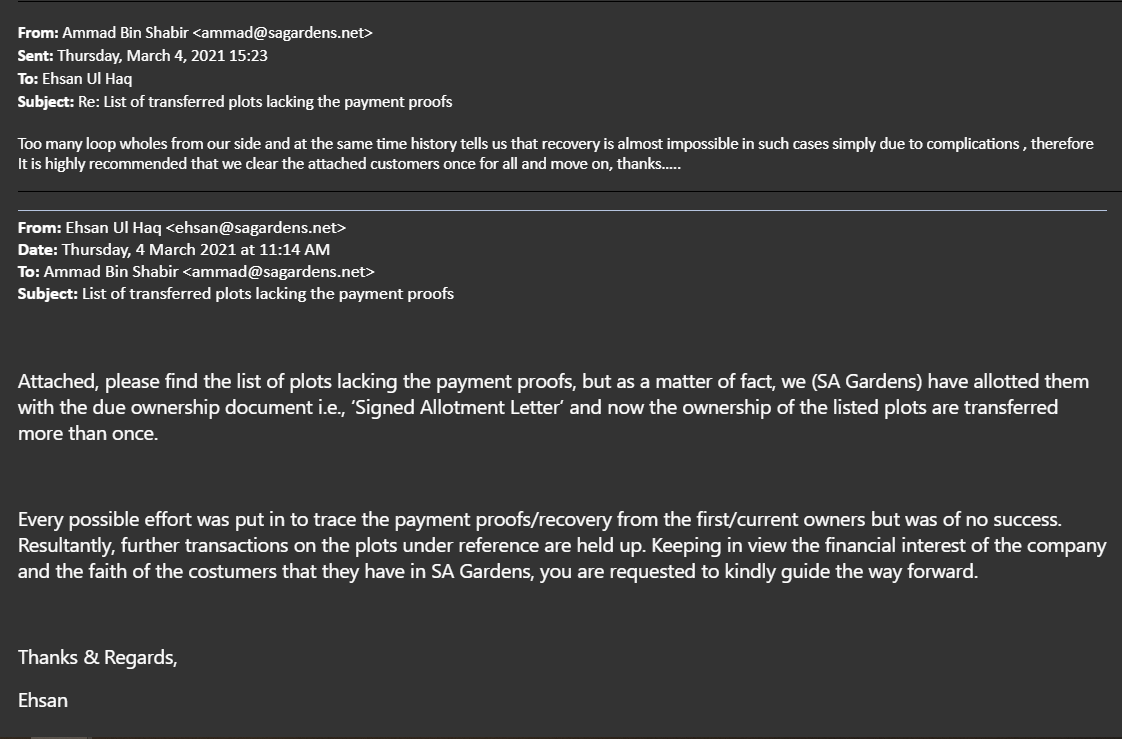 From: Ammad Bin Shabir <ammad@sagardens.net>
Sent: Thursday, March 4, 2021 15:23
To: Ehsan Ul Haq
Subject: Re: List of transferred plots lacking the payment proofs
Too many loop wholes from our side and at the same time history tells us that recovery is almost impossible in such cases simply due to complications , therefore
It is highly recommended that we clear the attached customers once for all and move on, thanks.....
From: Ehsan Ul Haq <ehsan@sagardens.net>
Date: Thursday, 4 March 2021 at 11:14 AM
To: Ammad Bin Shabir <ammad@sagardens.net>
Subject: List of transferred plots lacking the payment proofs
Attached, please find the list of plots lacking the payment proofs, but as a matter of fact, we (SA Gardens) have allotted them
with the due ownership document i.e., ‘Signed Allotment Letter’ and now the ownership of the listed plots are transferred
more than once.
Every possible effort was put in to trace the payment proofs/recovery from the first/current owners but was of no success.
Resultantly, further transactions on the plots under reference are held up. Keeping in view the financial interest of the company
and the faith of the costumers that they have in SA Gardens, you are requested to kindly guide the way forward.
Thanks & Regards,
Ehsan